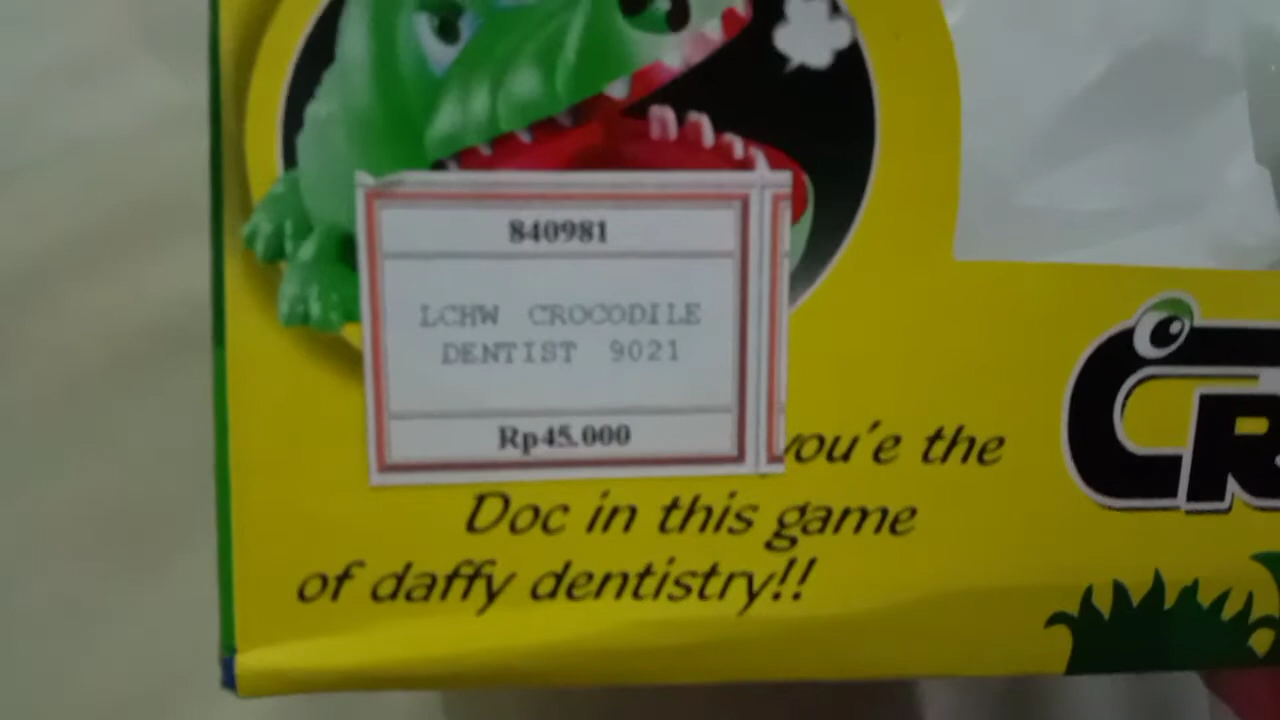 840981
LCHW CROCODILE
DENTIST 9021
Rp45.000
you'e the
Doc in this game
of daffy dentistry!!